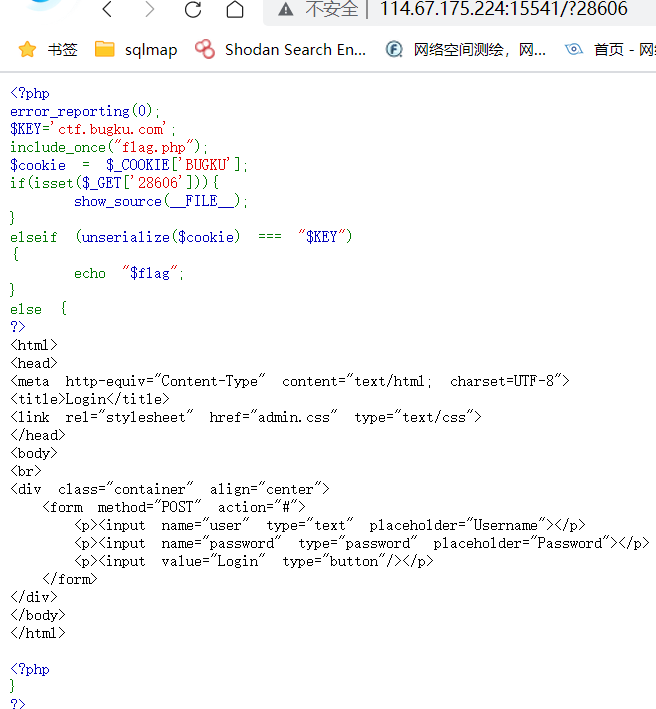 不安全 | 114.67.175.224:15541/?28606
书签 sqlmap Shodan Search En... 网络空间测绘，网... 首页 - 网
<?php
error_reporting(0);
$KEY='ctf.bugku.com';
include_once("flag.php");
$cookie = $_COOKIE['BUGKU'];
if(isset($_GET['28606'])){
show_source(__FILE__);
}
elseif (unserialize($cookie) === "$KEY")
{
echo "$flag";
}
else {
?>
<html>
<head>
<meta http-equiv="Content-Type" content="text/html; charset=UTF-8">
<title>Login</title>
<link rel="stylesheet" href="admin.css" type="text/css">
</head>
<body>
<br>
<div class="container" align="center">
<form method="POST" action="#">
<p><input name="user" type="text" placeholder="Username"></p>
<p><input name="password" type="password" placeholder="Password"></p>
<p><input value="Login" type="button"/></p>
</form>
</div>
</body>
</html>
<?php
}
?>